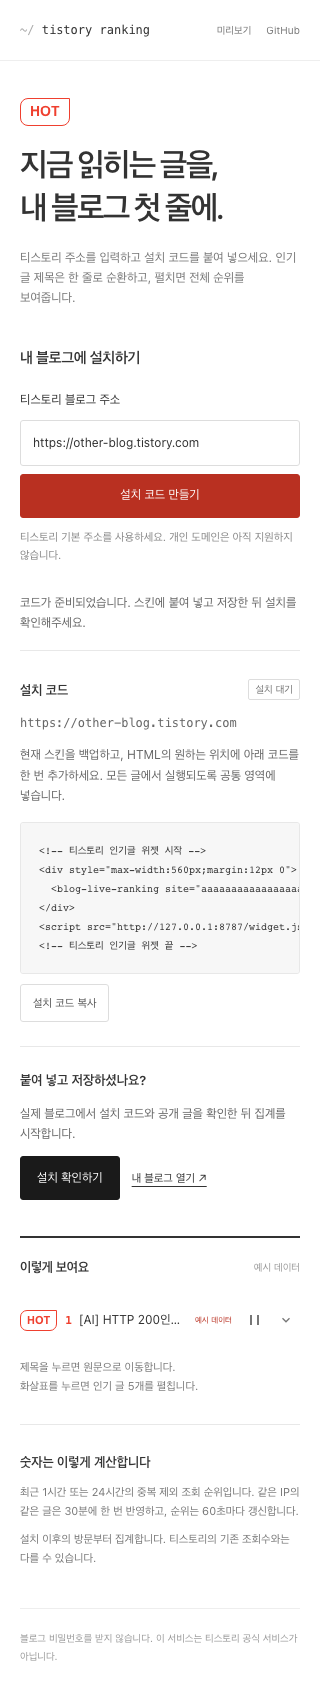 ~/ tistory ranking
미리보기 GitHub
HOT
지금 읽히는 글을,
내 블로그 첫 줄에.
티스토리 주소를 입력하고 설치 코드를 붙여 넣으세요. 인기
글 제목은 한 줄로 순환하고, 펼치면 전체 순위를
보여줍니다.
내 블로그에 설치하기
티스토리 블로그 주소
https://other-blog.tistory.com
설치 코드 만들기
티스토리 기본 주소를 사용하세요. 개인 도메인은 아직 지원하지
않습니다.
코드가 준비되었습니다. 스킨에 붙여 넣고 저장한 뒤 설치를
확인해주세요.
설치 코드
설치 대기
https://other-blog.tistory.com
현재 스킨을 백업하고, HTML의 원하는 위치에 아래 코드를
한 번 추가하세요. 모든 글에서 실행되도록 공통 영역에
넣습니다.
<!-- 티스토리 인기글 위젯 시작 -->
<div style="max-width:560px;margin:12px 0">
<blog-live-ranking site="aaaaaaaaaaaaaaaa
</div>
<script src="http://127.0.0.1:8787/widget.js
<!-- 티스토리 인기글 위젯 끝 -->
설치 코드 복사
붙여 넣고 저장하셨나요?
실제 블로그에서 설치 코드와 공개 글을 확인한 뒤 집계를
시작합니다.
설치 확인하기
내 블로그 열기 ↗
이렇게 보여요
예시 데이터
HOT 1 [AI] HTTP 200인... 예시 데이터
제목을 누르면 원문으로 이동합니다.
화살표를 누르면 인기 글 5개를 펼칩니다.
숫자는 이렇게 계산합니다
최근 1시간 또는 24시간의 중복 제외 조회 순위입니다. 같은 IP의
같은 글은 30분에 한 번 반영하고, 순위는 60초마다 갱신합니다.
설치 이후의 방문부터 집계합니다. 티스토리의 기존 조회수와는
다를 수 있습니다.
블로그 비밀번호를 받지 않습니다. 이 서비스는 티스토리 공식 서비스가
아닙니다.